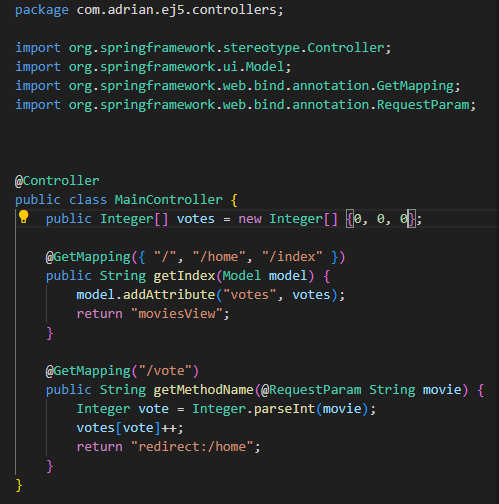 package com.adrian.ej5.controllers;
import org.springframework.stereotype.Controller;
import org.springframework.ui.Model;
import org.springframework.web.bind.annotation.GetMapping;
import org.springframework.web.bind.annotation.RequestParam;
@Controller
public class MainController {
    public Integer[] votes = new Integer[] {0, 0, 0};
    @GetMapping({ "/", "/home", "/index" })
    public String getIndex(Model model) {
        model.addAttribute("votes", votes);
        return "moviesView";
    }
    @GetMapping("/vote")
    public String getMethodName(@RequestParam String movie) {
        Integer vote = Integer.parseInt(movie);
        votes[vote]++;
        return "redirect:/home";
    }
}